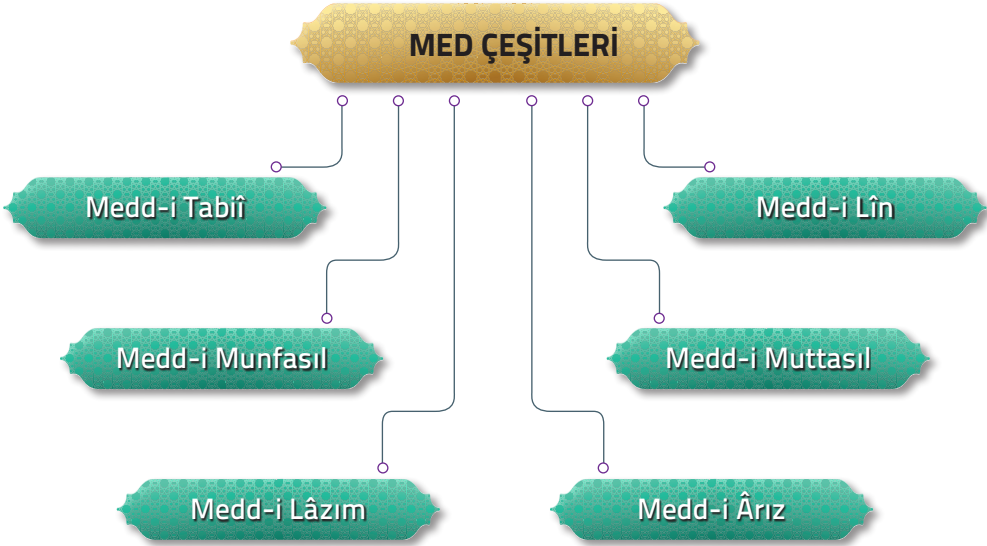 MED ÇEŞİTLERİ
Medd-i Tabiî
Medd-i Lîn
Medd-i Munfasıl
Medd-i Muttasıl
Medd-i Lâzım
Medd-i Ârız